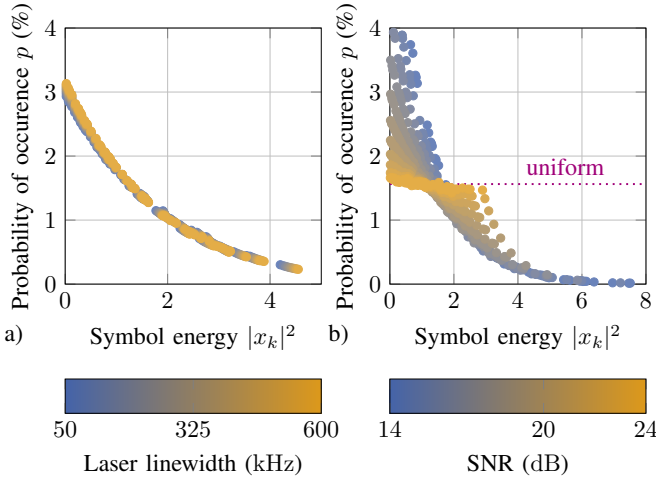 Probability of occurence p (%)
4
3
2
1
0
0
2
4
a)
Symbol energy |x_k|^2
Probability of occurence p (%)
4
3
2
1
0
uniform
0
2
4
6
8
b)
Symbol energy |x_k|^2
50
325
600
Laser linewidth (kHz)
14
20
24
SNR (dB)